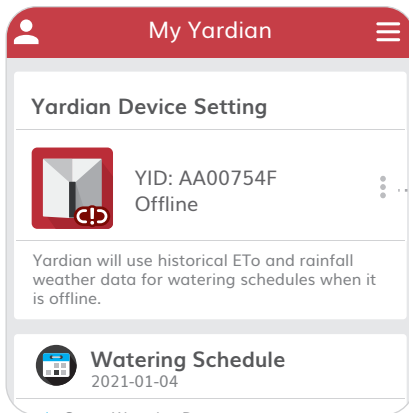 My Yardian
Yardian Device Setting
YID: AA00754F
Offline
Yardian will use historical ETo and rainfall
weather data for watering schedules when it
is offline.
Watering Schedule
2021-01-04